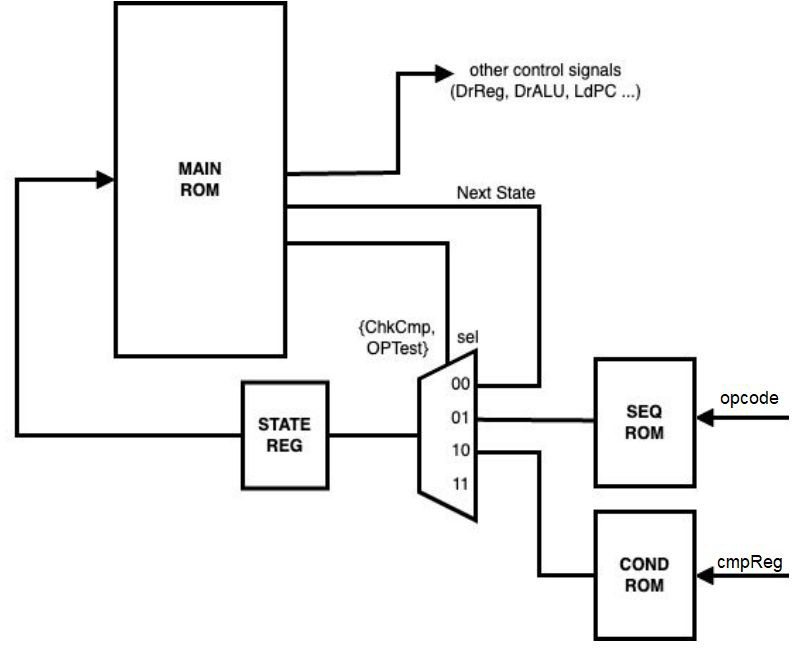 MAIN
ROM
other control signals
(DrReg, DrALU, LdPC ...)
Next State
{ChkCmp,
OPTest}
sel
00
01
10
11
STATE
REG
SEQ
ROM
opcode
COND
ROM
cmpReg